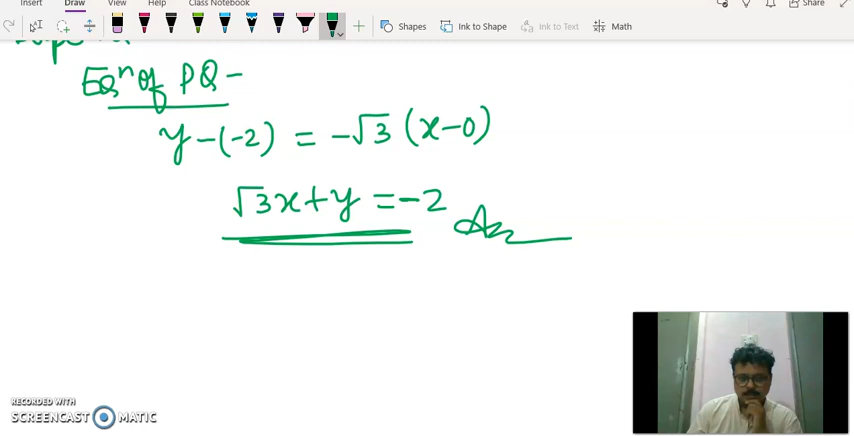 Insert Draw View Help Class Notebook Share
Shapes Ink to Shape Ink to Text Math
Eqⁿ of PQ -
y-(-2) = -√3 (x-0)
√3x+y = -2 Ans
RECORDED WITH
SCREENCAST MATIC